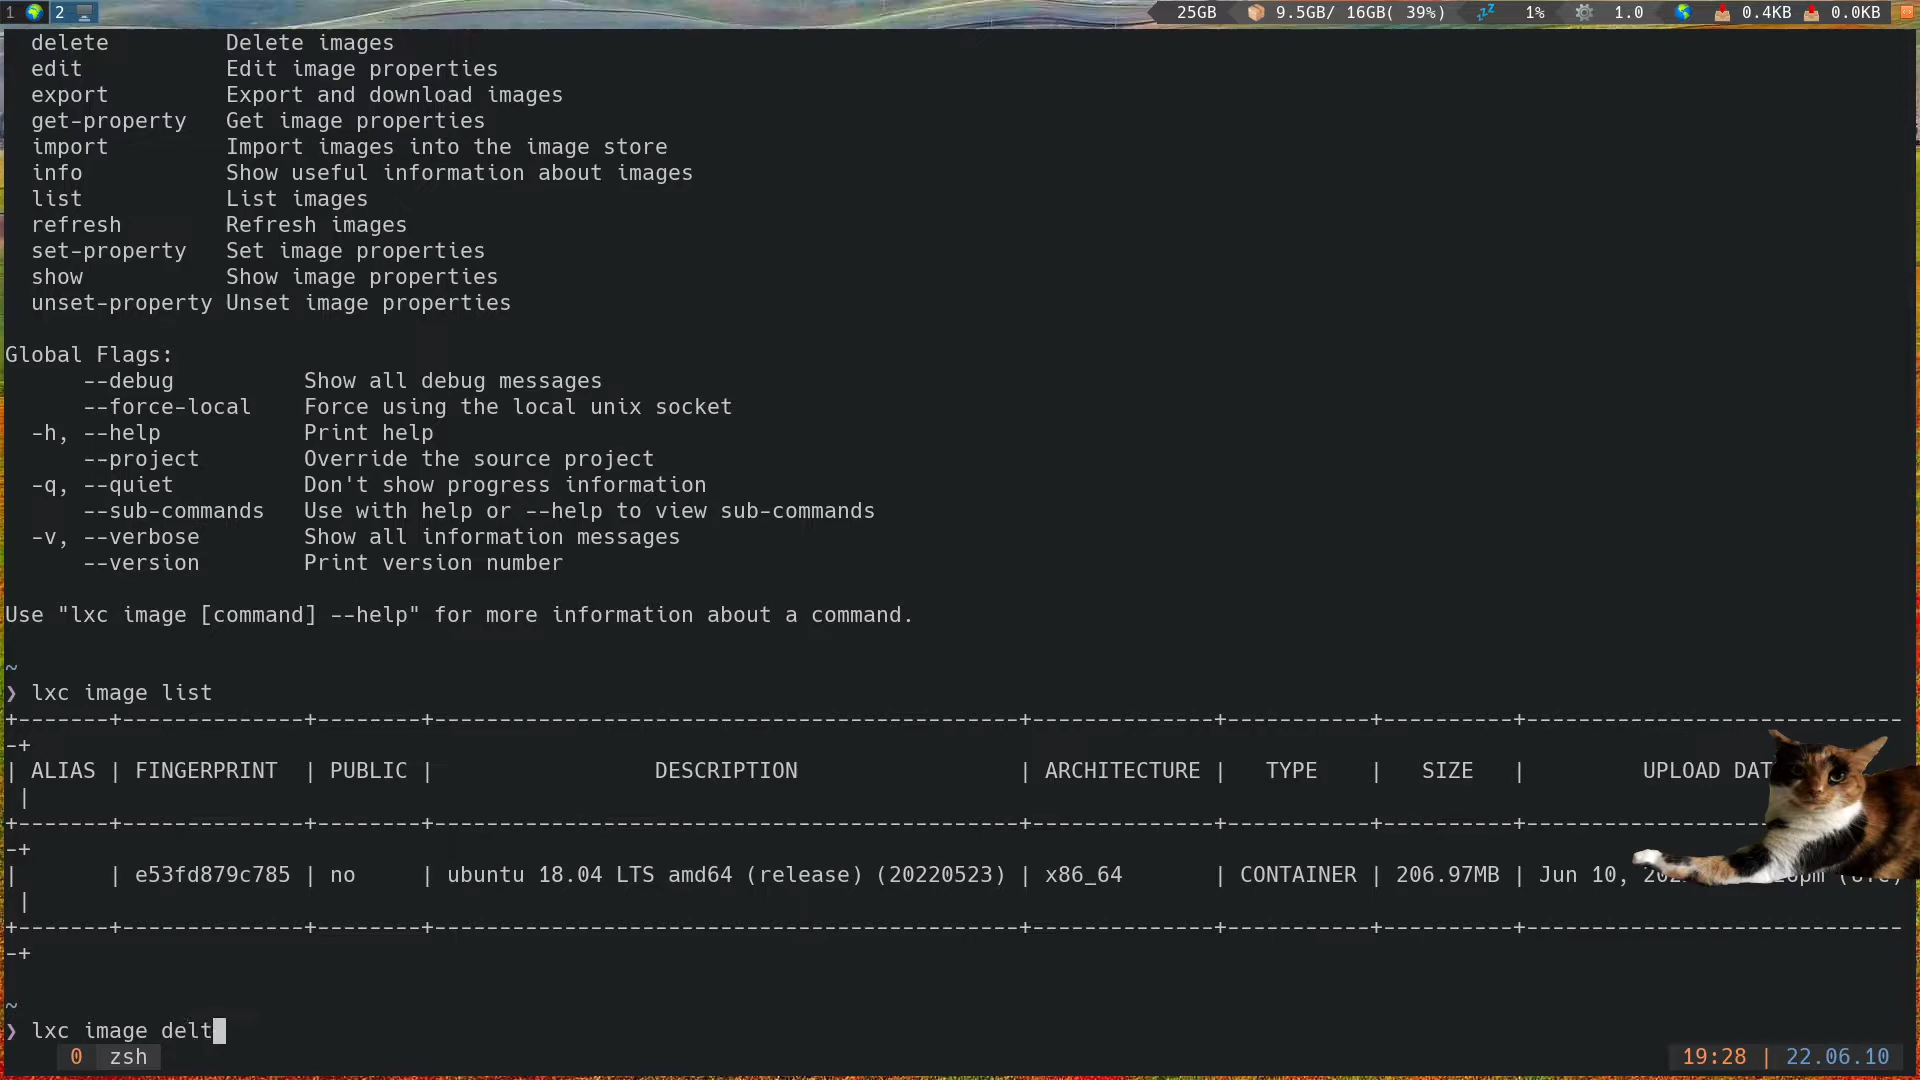 1 2 25GB 9.5GB/ 16GB( 39%) 1% 1.0 0.4KB 0.0KB
delete Delete images
edit Edit image properties
export Export and download images
get-property Get image properties
import Import images into the image store
info Show useful information about images
list List images
refresh Refresh images
set-property Set image properties
show Show image properties
unset-property Unset image properties
Global Flags:
--debug Show all debug messages
--force-local Force using the local unix socket
-h, --help Print help
--project Override the source project
-q, --quiet Don't show progress information
--sub-commands Use with help or --help to view sub-commands
-v, --verbose Show all information messages
--version Print version number
Use "lxc image [command] --help" for more information about a command.
~
❯ lxc image list
+-------+--------------+--------+---------------------------------------------+--------------+-----------+----------+-----------------------------
-+
| ALIAS | FINGERPRINT | PUBLIC | DESCRIPTION | ARCHITECTURE | TYPE | SIZE | UPLOAD DAT
|
+-------+--------------+--------+---------------------------------------------+--------------+-----------+----------+-------------------
-+
| | e53fd879c785 | no | ubuntu 18.04 LTS amd64 (release) (20220523) | x86_64 | CONTAINER | 206.97MB | Jun 10,
|
+-------+--------------+--------+---------------------------------------------+--------------+-----------+----------+-----------------------------
-+
~
❯ lxc image delt
0 zsh 19:28 | 22.06.10